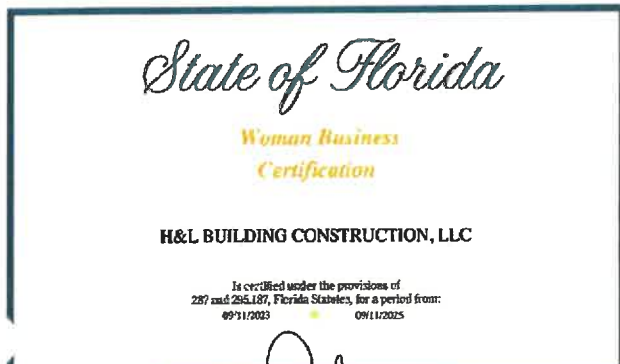 State of Florida
Woman Business
Certification
H&L BUILDING CONSTRUCTION, LLC
Is certified under the provisions of
287 and 295.187, Florida Statutes, for a period from:
09/11/2023 09/11/2025